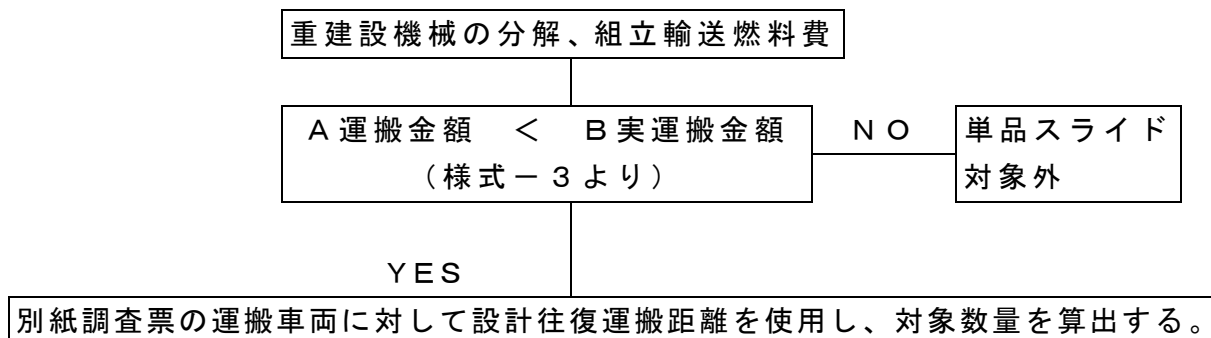 重建設機械の分解、組立輸送燃料費
A運搬金額 < B実運搬金額
(様式-3より)
NO
単品スライド
対象外
YES
別紙調査票の運搬車両に対して設計往復運搬距離を使用し、対象数量を算出する。